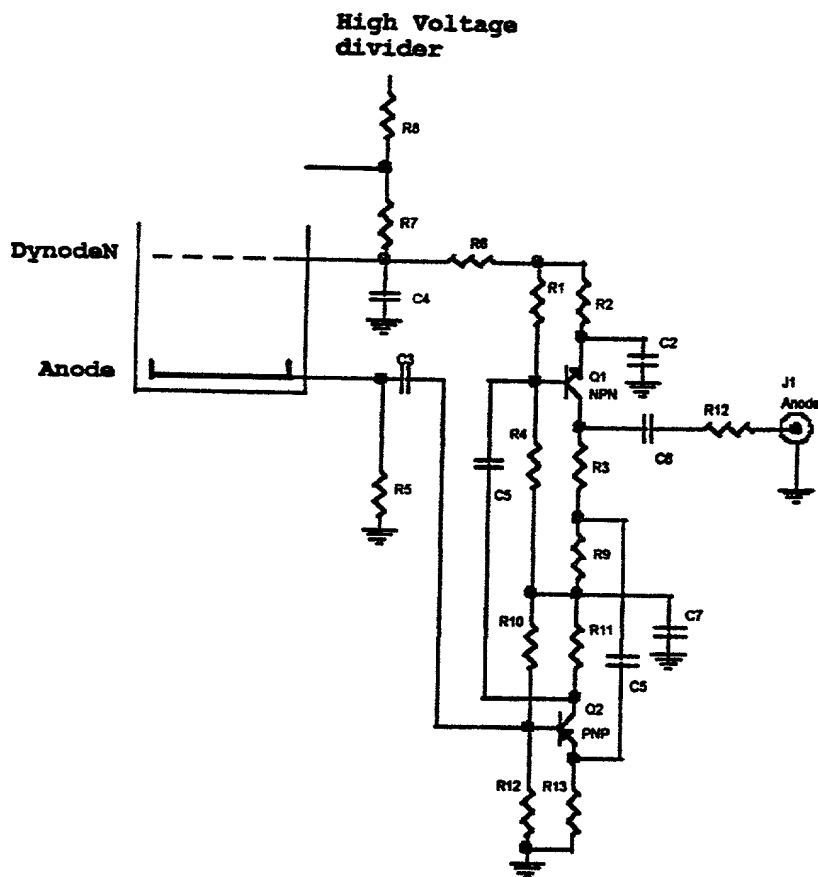 High Voltage
divider
R8
R7
DynodeN
R6
R1
R2
C4
C2
Anode
C3
Q1
NPN
J1
Anode
R12
R4
C6
R3
C5
R5
R9
R10
R11
C7
C5
Q2
PNP
R12
R13